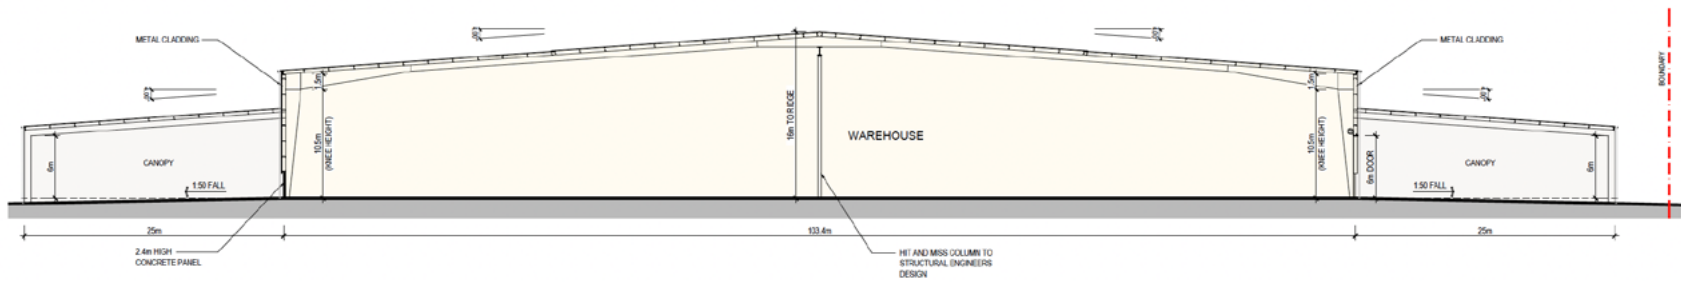 METAL CLADDING
METAL CLADDING
BOUNDARY
1.5m
1.5m
16m TO RIDGE
10.5m
(KNEE HEIGHT)
WAREHOUSE
10.5m
(KNEE HEIGHT)
6m
CANOPY
1:50 FALL
6m DOOR
CANOPY
1:50 FALL
6m
25m
103.4m
25m
2.4m HIGH
CONCRETE PANEL
HIT AND MISS COLUMN TO
STRUCTURAL ENGINEERS
DESIGN